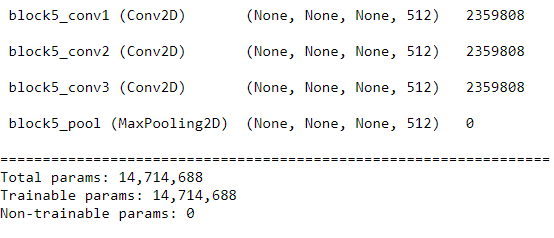 block5_conv1 (Conv2D) (None, None, None, 512) 2359808
block5_conv2 (Conv2D) (None, None, None, 512) 2359808
block5_conv3 (Conv2D) (None, None, None, 512) 2359808
block5_pool (MaxPooling2D) (None, None, None, 512) 0
=================================================================
Total params: 14,714,688
Trainable params: 14,714,688
Non-trainable params: 0